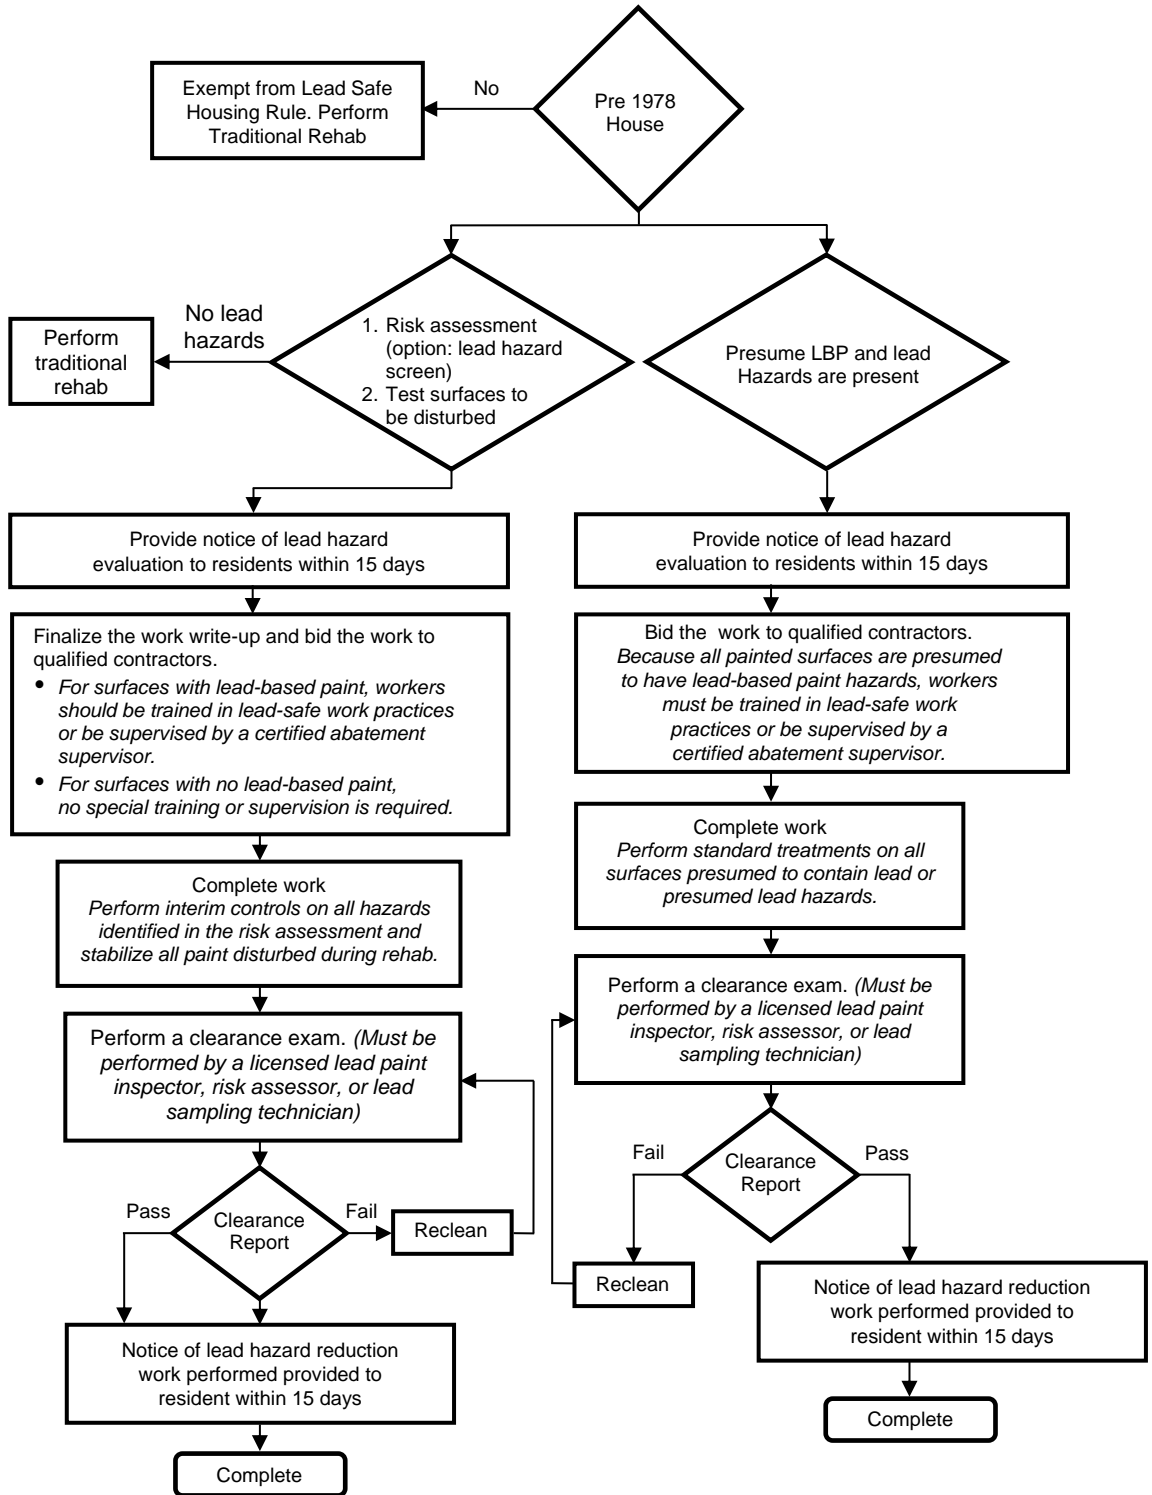 Exempt from Lead Safe
Housing Rule. Perform
Traditional Rehab
No
Pre 1978
House
No lead
hazards
Perform
traditional
rehab
1. Risk assessment
(option: lead hazard
screen)
2. Test surfaces to
be disturbed
Presume LBP and lead
Hazards are present
Provide notice of lead hazard
evaluation to residents within 15 days
Finalize the work write-up and bid the work to
qualified contractors.
• For surfaces with lead-based paint, workers
should be trained in lead-safe work practices
or be supervised by a certified abatement
supervisor.
• For surfaces with no lead-based paint,
no special training or supervision is required.
Complete work
Perform interim controls on all hazards
identified in the risk assessment and
stabilize all paint disturbed during rehab.
Perform a clearance exam. (Must be
performed by a licensed lead paint
inspector, risk assessor, or lead
sampling technician)
Pass
Clearance
Report
Fail
Reclean
Notice of lead hazard reduction
work performed provided to
resident within 15 days
Complete
Provide notice of lead hazard
evaluation to residents within 15 days
Bid the work to qualified contractors.
Because all painted surfaces are presumed
to have lead-based paint hazards, workers
must be trained in lead-safe work
practices or be supervised by a
certified abatement supervisor.
Complete work
Perform standard treatments on all
surfaces presumed to contain lead or
presumed lead hazards.
Perform a clearance exam. (Must be
performed by a licensed lead paint
inspector, risk assessor, or lead
sampling technician)
Fail
Clearance
Report
Pass
Reclean
Notice of lead hazard reduction
work performed provided to
resident within 15 days
Complete